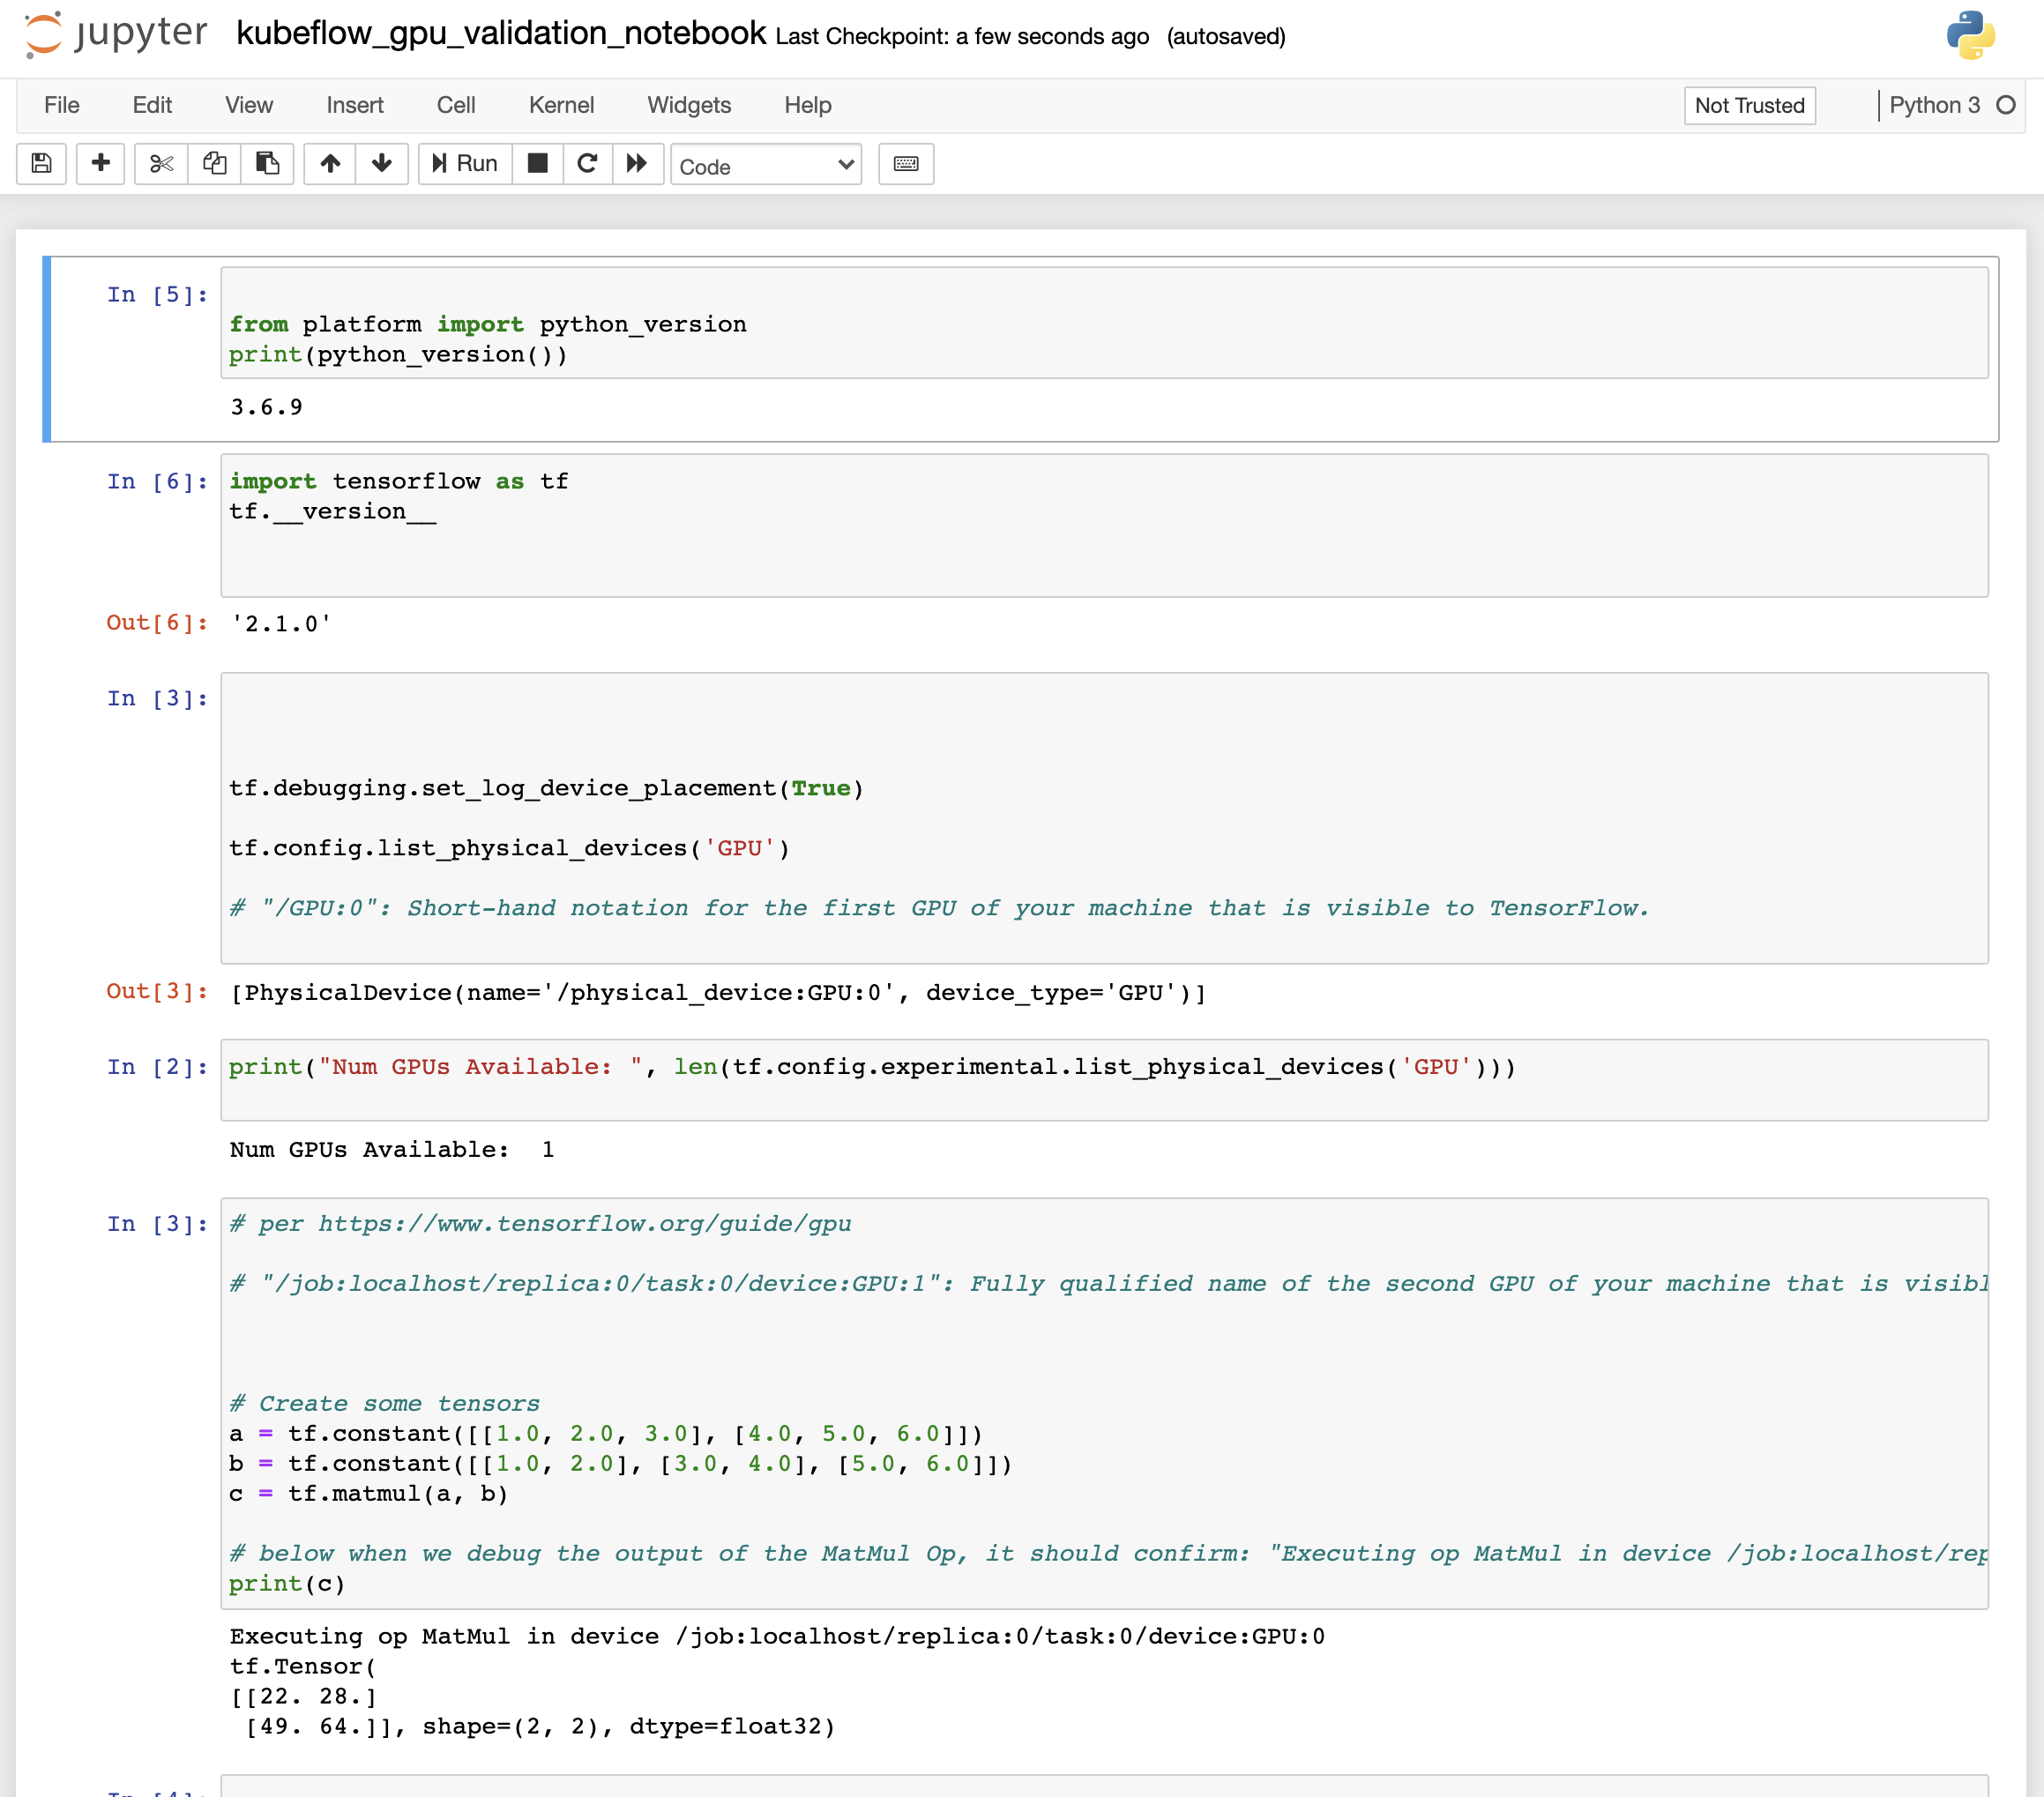 jupyter kubeflow_gpu_validation_notebook Last Checkpoint: a few seconds ago (autosaved)
File Edit View Insert Cell Kernel Widgets Help Not Trusted Python 3
Run Code
In [5]:
from platform import python_version
print(python_version())
3.6.9
In [6]: import tensorflow as tf
tf.__version__
Out[6]: '2.1.0'
In [3]:
tf.debugging.set_log_device_placement(True)
tf.config.list_physical_devices('GPU')
# "/GPU:0": Short-hand notation for the first GPU of your machine that is visible to TensorFlow.
Out[3]: [PhysicalDevice(name='/physical_device:GPU:0', device_type='GPU')]
In [2]: print("Num GPUs Available: ", len(tf.config.experimental.list_physical_devices('GPU')))
Num GPUs Available:  1
In [3]: # per https://www.tensorflow.org/guide/gpu
# "/job:localhost/replica:0/task:0/device:GPU:1": Fully qualified name of the second GPU of your machine that is visibl
# Create some tensors
a = tf.constant([[1.0, 2.0, 3.0], [4.0, 5.0, 6.0]])
b = tf.constant([[1.0, 2.0], [3.0, 4.0], [5.0, 6.0]])
c = tf.matmul(a, b)
# below when we debug the output of the MatMul Op, it should confirm: "Executing op MatMul in device /job:localhost/rep
print(c)
Executing op MatMul in device /job:localhost/replica:0/task:0/device:GPU:0
tf.Tensor(
[[22. 28.]
[49. 64.]], shape=(2, 2), dtype=float32)
In [4]: